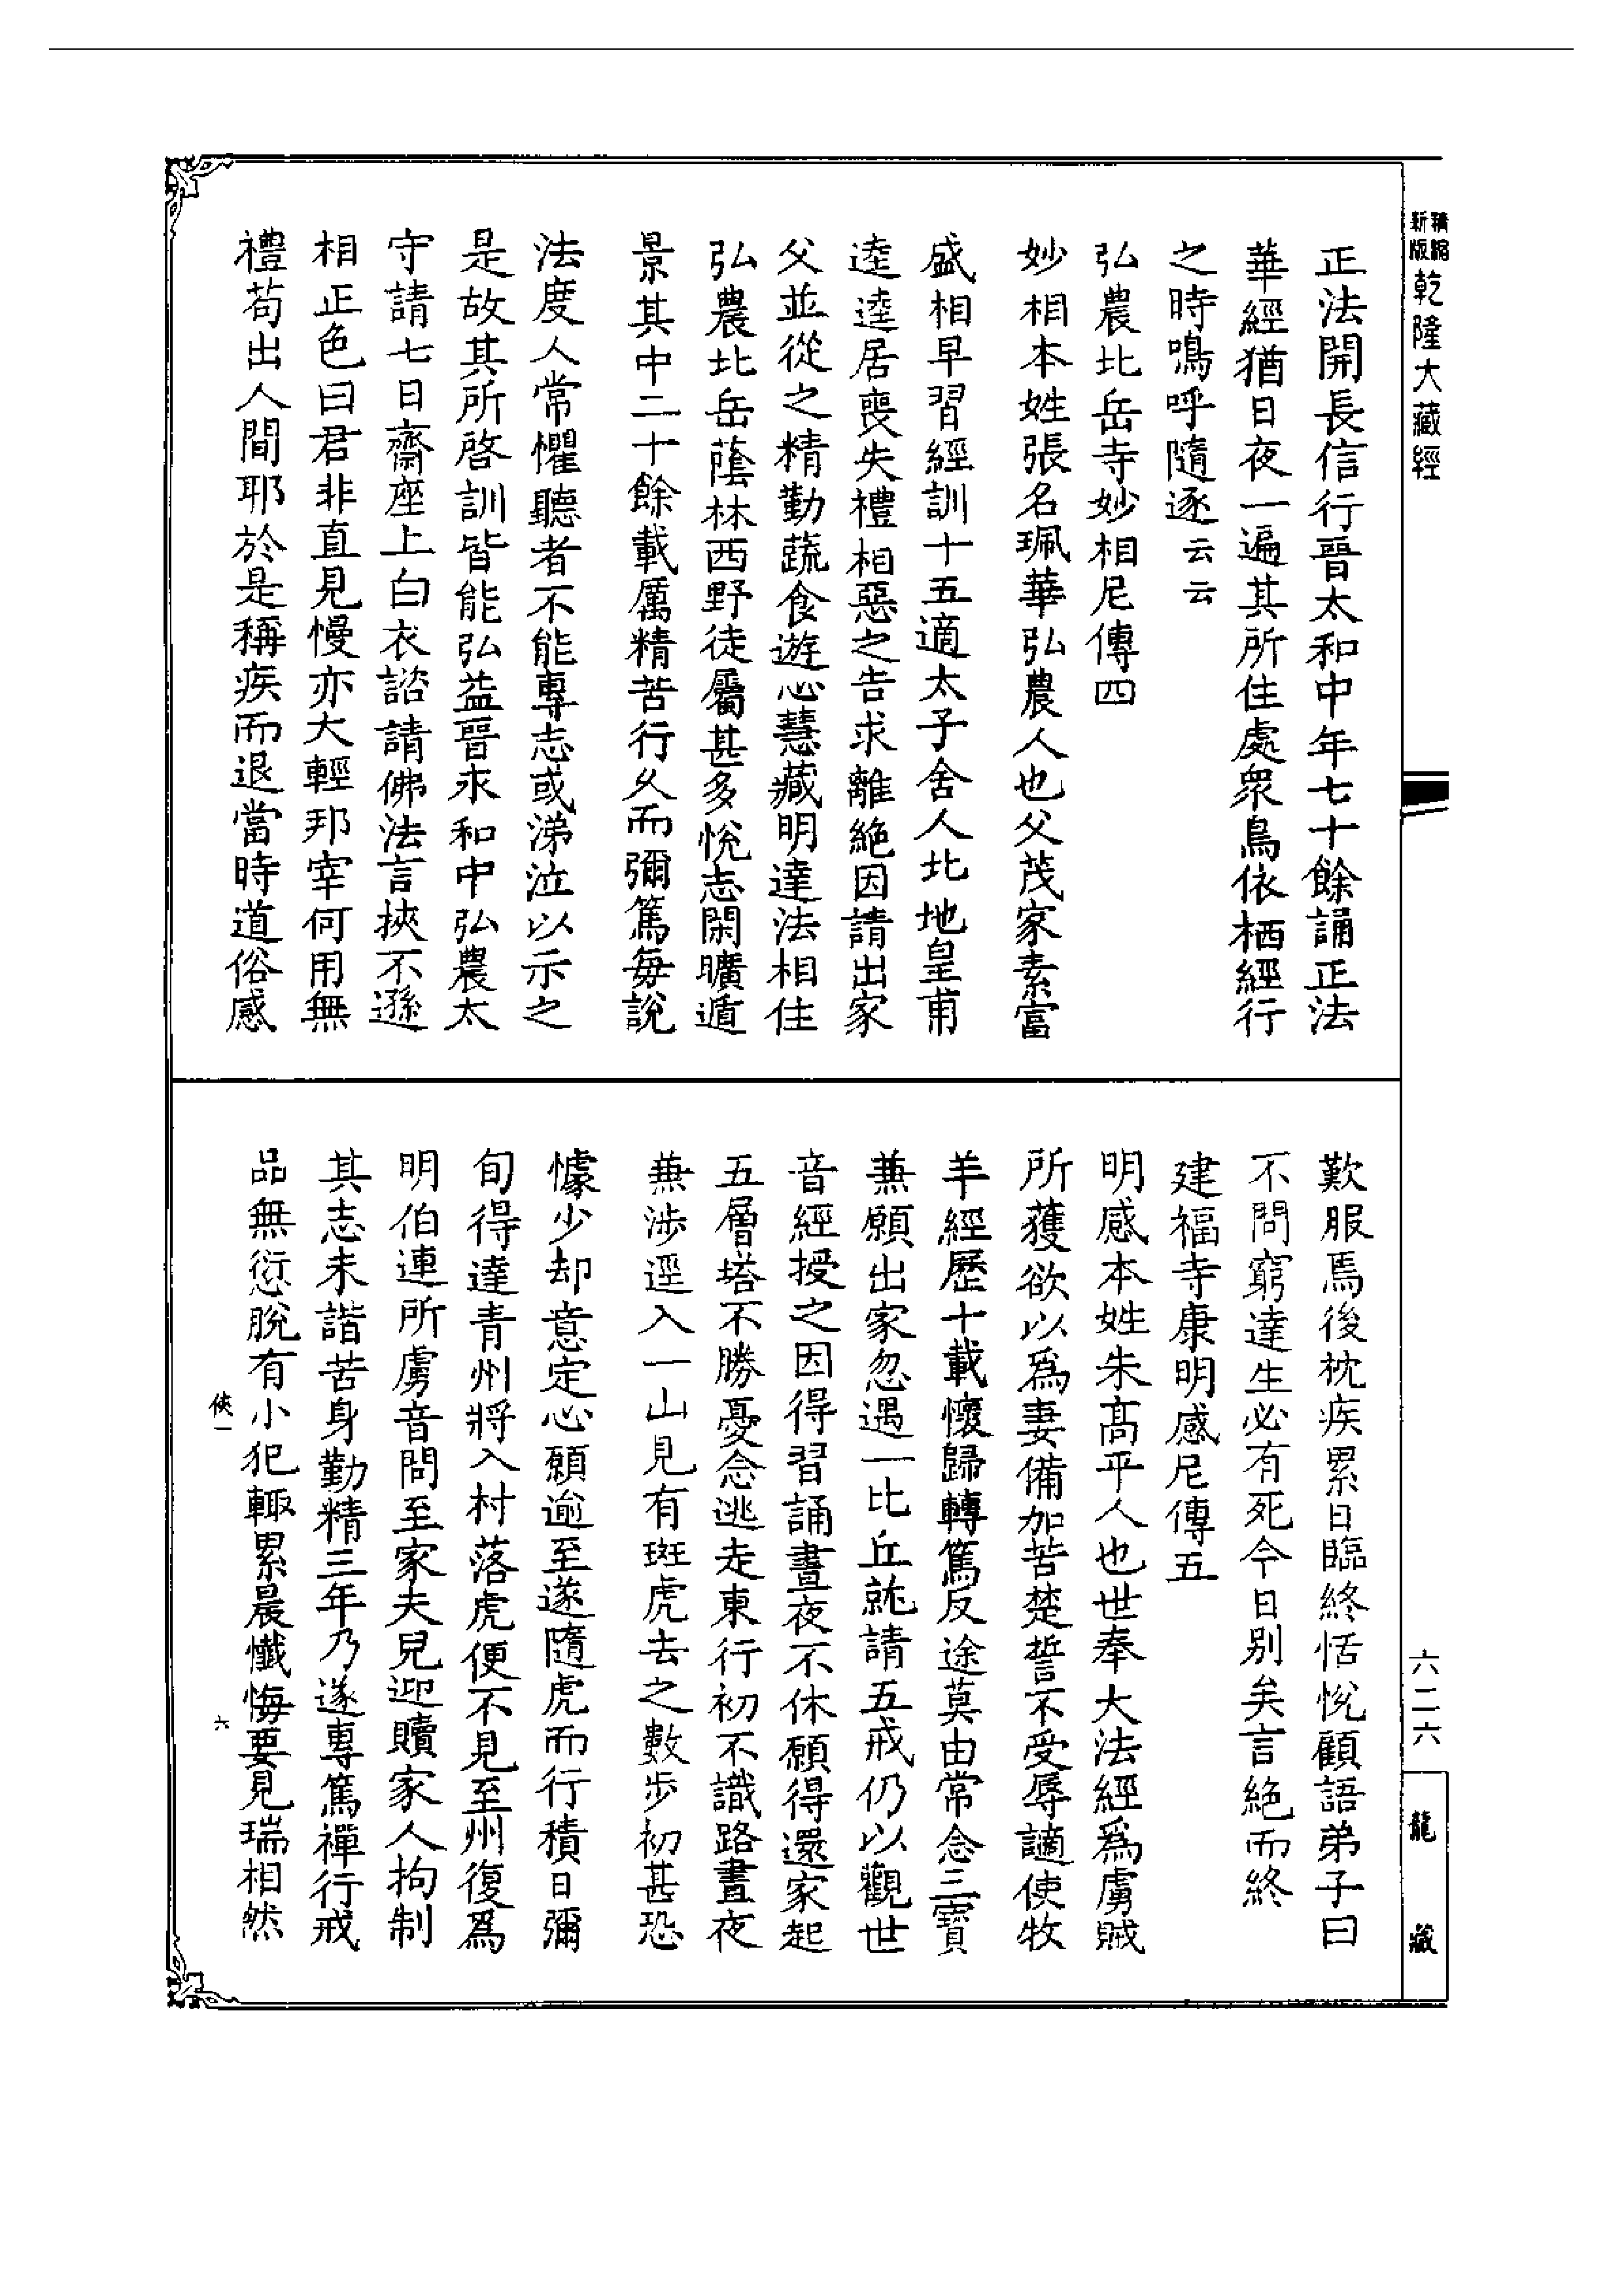 精縮新版乾隆大藏經
正法開長信行晉太和中年七十餘誦正法
華經猶日夜一遍其所住處衆鳥依栖經行
之時鳴呼隨逐云云
弘農北岳寺妙相尼傳四
妙相本姓張名珮華弘農人也父茂家素富
盛相早習經訓十五適太子舍人北地皇甫
逵逵居喪失禮相惡之告求離絶因請出家
父並從之精勤蔬食遊心慧藏明達法相住
弘農北岳蔭林西野徒屬甚多悅志閑曠遁
景其中二十餘載厲精苦行久而彌篤每說
法度人常懼聽者不能專志或涕泣以示之
是故其所啓訓皆能弘益晉永和中弘農太
守請七日齋座上白衣諮請佛法言挾不遜
相正色曰君非直見慢亦大輕邦宰何用無
禮苟出人間耶於是稱疾而退當時道俗感
歎服焉後枕疾累日臨終恬悅顧語弟子曰
不問窮達生必有死今日別矣言絶而終
建福寺康明感尼傳五
明感本姓朱高平人也世奉大法經爲虜賊
所獲欲以爲妻備加苦楚誓不受辱讁使牧
羊經歷十載懷歸轉篤反途莫由常念三寶
兼願出家忽遇一比丘就請五戒仍以觀世
音經授之因得習誦晝夜不休願得還家起
五層塔不勝憂念逃走東行初不識路晝夜
兼涉逕入一山見有斑虎去之數步初甚恐
懅少却意定心願逾至遂隨虎而行積日彌
旬得達青州將入村落虎便不見至州復爲
明伯連所虜音問至家夫兒迎贖家人拘制
其志未諧苦身勤精三年乃遂專篤禪行戒
品無愆脫有小犯輙累晨懺悔要見瑞相然
俠一
六
六二六
龍藏